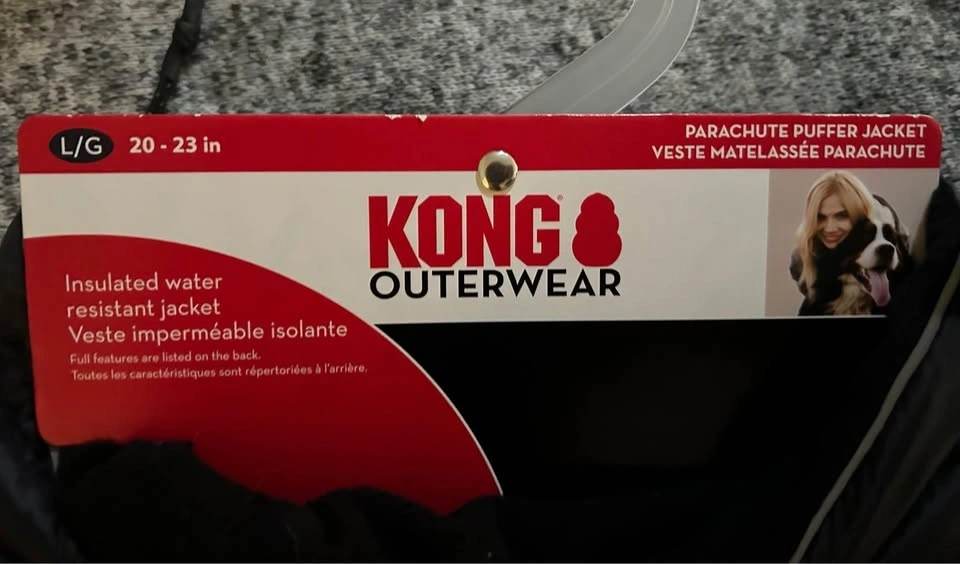 L/G 20 - 23 in
PARACHUTE PUFFER JACKET
VESTE MATELASSÉE PARACHUTE
KONG®
OUTERWEAR
Insulated water
resistant jacket
Veste imperméable isolante
Full features are listed on the back.
Toutes les caractéristiques sont répertoriées à l'arrière.